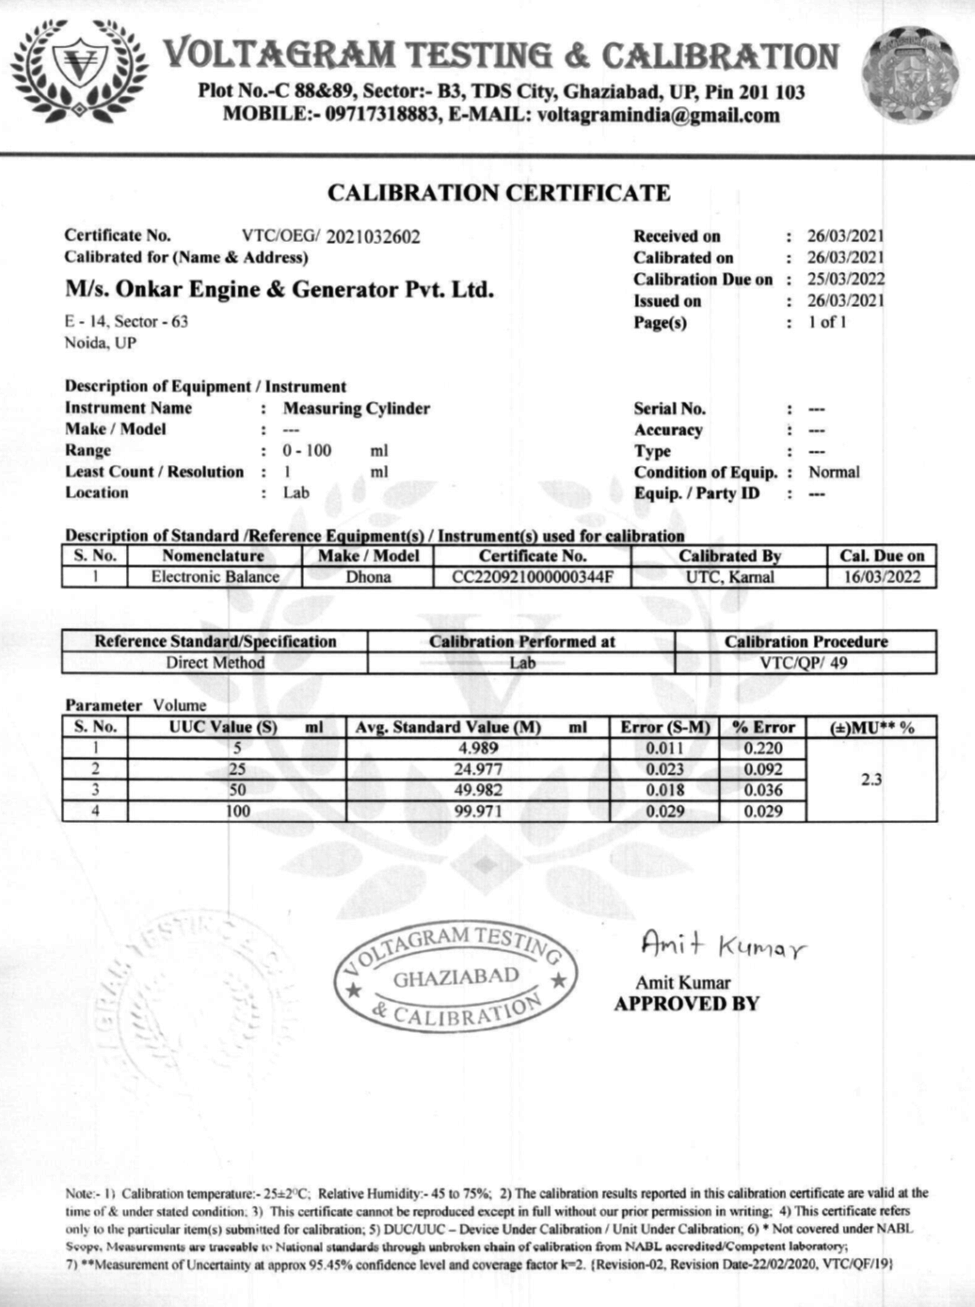 VOLTAGRAM TESTING & CALIBRATION
Plot No.-C 88&89, Sector:- B3, TDS City, Ghaziabad, UP, Pin 201 103
MOBILE:- 09717318883, E-MAIL: voltagramindia@gmail.com
CALIBRATION CERTIFICATE
Certificate No. VTC/OEG/ 2021032602
Calibrated for (Name & Address)
M/s. Onkar Engine & Generator Pvt. Ltd.
E - 14, Sector - 63
Noida, UP
Received on : 26/03/2021
Calibrated on : 26/03/2021
Calibration Due on : 25/03/2022
Issued on : 26/03/2021
Page(s) : 1 of 1
Description of Equipment / Instrument
Instrument Name : Measuring Cylinder
Make / Model : ---
Range : 0 - 100 ml
Least Count / Resolution : 1 ml
Location : Lab
Serial No. : ---
Accuracy : ---
Type : ---
Condition of Equip. : Normal
Equip. / Party ID : ---
Description of Standard /Reference Equipment(s) / Instrument(s) used for calibration
S. No. Nomenclature Make / Model Certificate No. Calibrated By Cal. Due on
1 Electronic Balance Dhona CC220921000000344F UTC, Karnal 16/03/2022
Reference Standard/Specification Calibration Performed at Calibration Procedure
Direct Method Lab VTC/QP/ 49
Parameter Volume
S. No. UUC Value (S) ml Avg. Standard Value (M) ml Error (S-M) % Error (±)MU** %
1 5 4.989 0.011 0.220 2.3
2 25 24.977 0.023 0.092
3 50 49.982 0.018 0.036
4 100 99.971 0.029 0.029
VOLTAGRAM TESTING
GHAZIABAD
& CALIBRATION
Amit Kumar
Amit Kumar
APPROVED BY
Note:- 1) Calibration temperature:- 25±2°C; Relative Humidity:- 45 to 75%; 2) The calibration results reported in this calibration certificate are valid at the
time of & under stated condition; 3) This certificate cannot be reproduced except in full without our prior permission in writing; 4) This certificate refers
only to the particular item(s) submitted for calibration; 5) DUC/UUC – Device Under Calibration / Unit Under Calibration; 6) * Not covered under NABL
Scope, Measurements are traceable to National standards through unbroken chain of calibration from NABL accredited/Competent laboratory;
7) **Measurement of Uncertainty at approx 95.45% confidence level and coverage factor k=2. {Revision-02, Revision Date-22/02/2020, VTC/QF/19}